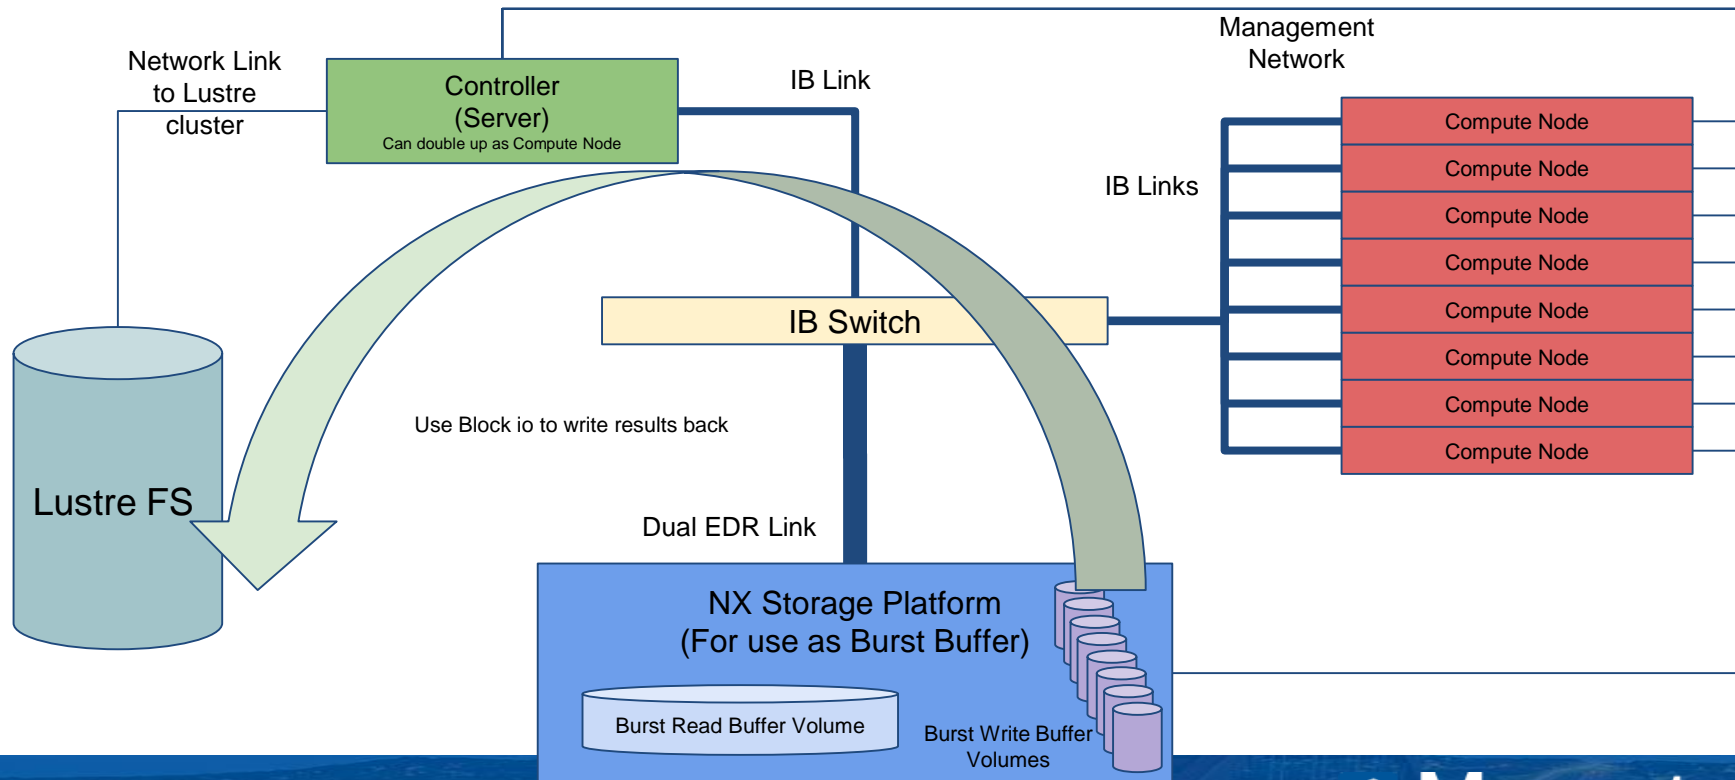 Management
Network
Network Link
to Lustre
cluster
Controller
(Server)
Can double up as Compute Node
IB Link
IB Links
Compute Node
Compute Node
Compute Node
Compute Node
Compute Node
Compute Node
Compute Node
Compute Node
IB Switch
Use Block io to write results back
Lustre FS
Dual EDR Link
NX Storage Platform
(For use as Burst Buffer)
Burst Read Buffer Volume
Burst Write Buffer
Volumes